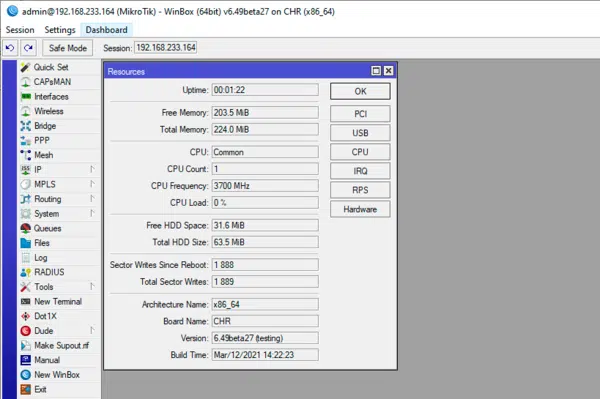 admin@192.168.233.164 (MikroTik) - WinBox (64bit) v6.49beta27 on CHR (x86_64)
Session Settings Dashboard
Safe Mode Session: 192.168.233.164
Quick Set
CAPsMAN
Interfaces
Wireless
Bridge
PPP
Mesh
IP
MPLS
Routing
System
Queues
Files
Log
RADIUS
Tools
New Terminal
Dot1X
Dude
Make Supout.rif
Manual
New WinBox
Exit
Resources
Uptime: 00:01:22
Free Memory: 203.5 MiB
Total Memory: 224.0 MiB
CPU: Common
CPU Count: 1
CPU Frequency: 3700 MHz
CPU Load: 0 %
Free HDD Space: 31.6 MiB
Total HDD Size: 63.5 MiB
Sector Writes Since Reboot: 1 888
Total Sector Writes: 1 889
Architecture Name: x86_64
Board Name: CHR
Version: 6.49beta27 (testing)
Build Time: Mar/12/2021 14:22:23
OK
PCI
USB
CPU
IRQ
RPS
Hardware